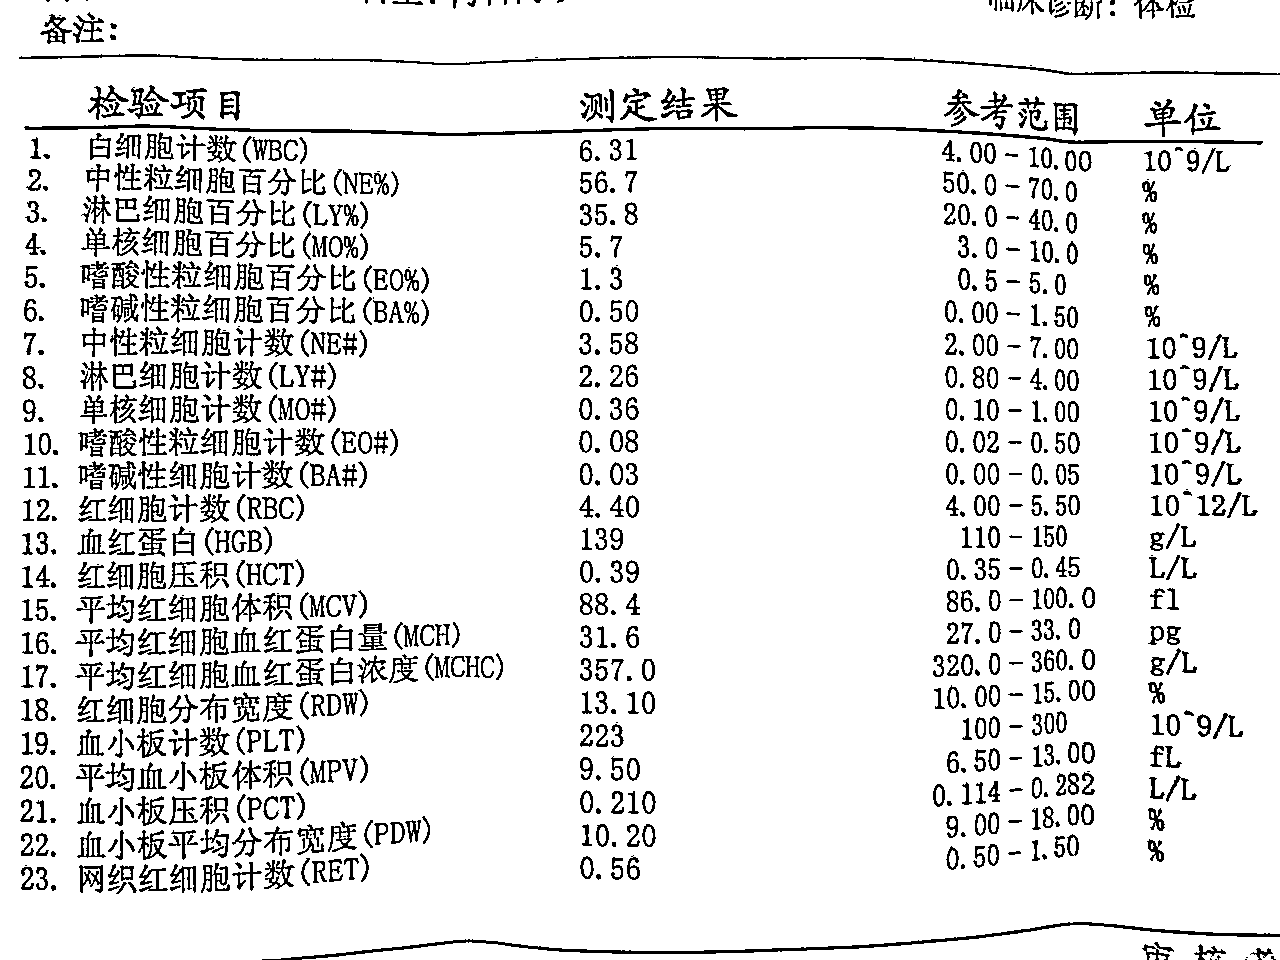 临床诊断: 体检
备注:
检验项目 测定结果 参考范围 单位
1. 白细胞计数(WBC) 6.31 4.00-10.00 10^9/L
2. 中性粒细胞百分比(NE%) 56.7 50.0-70.0 %
3. 淋巴细胞百分比(LY%) 35.8 20.0-40.0 %
4. 单核细胞百分比(MO%) 5.7 3.0-10.0 %
5. 嗜酸性粒细胞百分比(EO%) 1.3 0.5-5.0 %
6. 嗜碱性粒细胞百分比(BA%) 0.50 0.00-1.50 %
7. 中性粒细胞计数(NE#) 3.58 2.00-7.00 10^9/L
8. 淋巴细胞计数(LY#) 2.26 0.80-4.00 10^9/L
9. 单核细胞计数(MO#) 0.36 0.10-1.00 10^9/L
10. 嗜酸性粒细胞计数(EO#) 0.08 0.02-0.50 10^9/L
11. 嗜碱性细胞计数(BA#) 0.03 0.00-0.05 10^9/L
12. 红细胞计数(RBC) 4.40 4.00-5.50 10^12/L
13. 血红蛋白(HGB) 139 110-150 g/L
14. 红细胞压积(HCT) 0.39 0.35-0.45 L/L
15. 平均红细胞体积(MCV) 88.4 86.0-100.0 fl
16. 平均红细胞血红蛋白量(MCH) 31.6 27.0-33.0 pg
17. 平均红细胞血红蛋白浓度(MCHC) 357.0 320.0-360.0 g/L
18. 红细胞分布宽度(RDW) 13.10 10.00-15.00 %
19. 血小板计数(PLT) 223 100-300 10^9/L
20. 平均血小板体积(MPV) 9.50 6.50-13.00 fL
21. 血小板压积(PCT) 0.210 0.114-0.282 L/L
22. 血小板平均分布宽度(PDW) 10.20 9.00-18.00 %
23. 网织红细胞计数(RET) 0.56 0.50-1.50 %
审 核 者